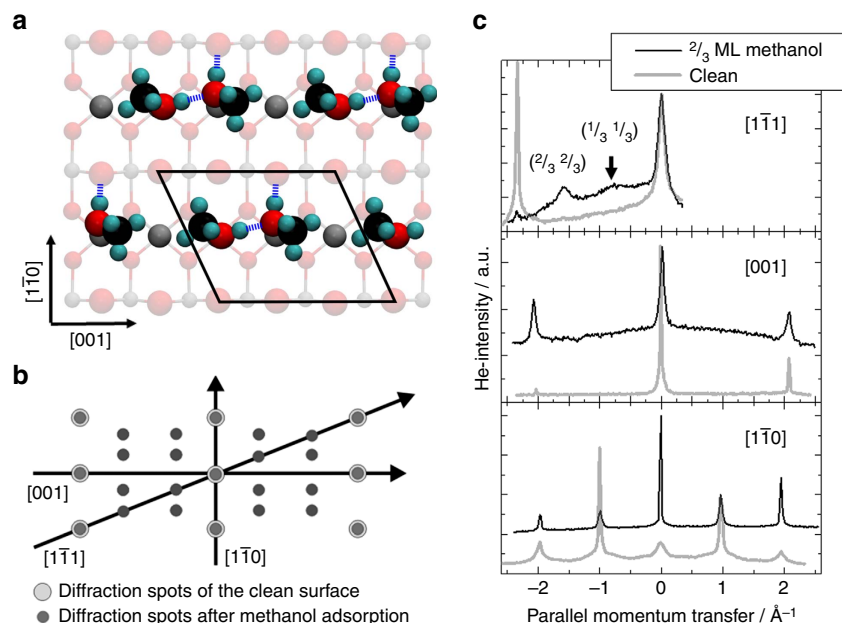 a
[11̄0]
[001]
b
[001]
[11̄1]
[11̄0]
Diffraction spots of the clean surface
Diffraction spots after methanol adsorption
c
²/₃ ML methanol
Clean
[11̄1]
(¹/₃ ¹/₃)
(²/₃ ²/₃)
[001]
[11̄0]
He-intensity / a.u.
−2 −1 0 1 2
Parallel momentum transfer / Å⁻¹